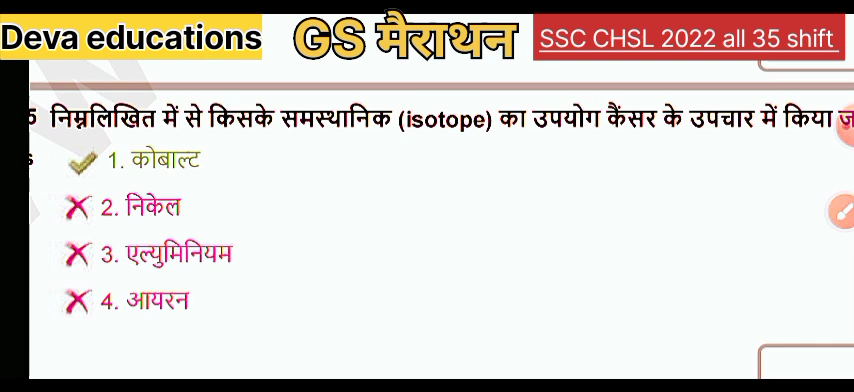 Deva educations GS मैराथन SSC CHSL 2022 all 35 shift
निम्नलिखित में से किसके समस्थानिक (isotope) का उपयोग कैंसर के उपचार में किया
1. कोबाल्ट
2. निकेल
3. एल्युमिनियम
4. आयरन